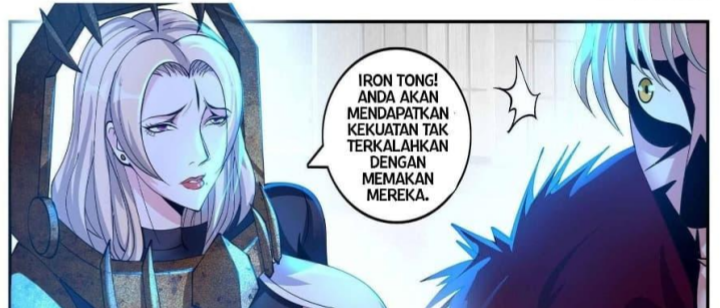 IRON TONG!
ANDA AKAN
MENDAPATKAN
KEKUATAN TAK
TERKALAHKAN
DENGAN
MEMAKAN
MEREKA.